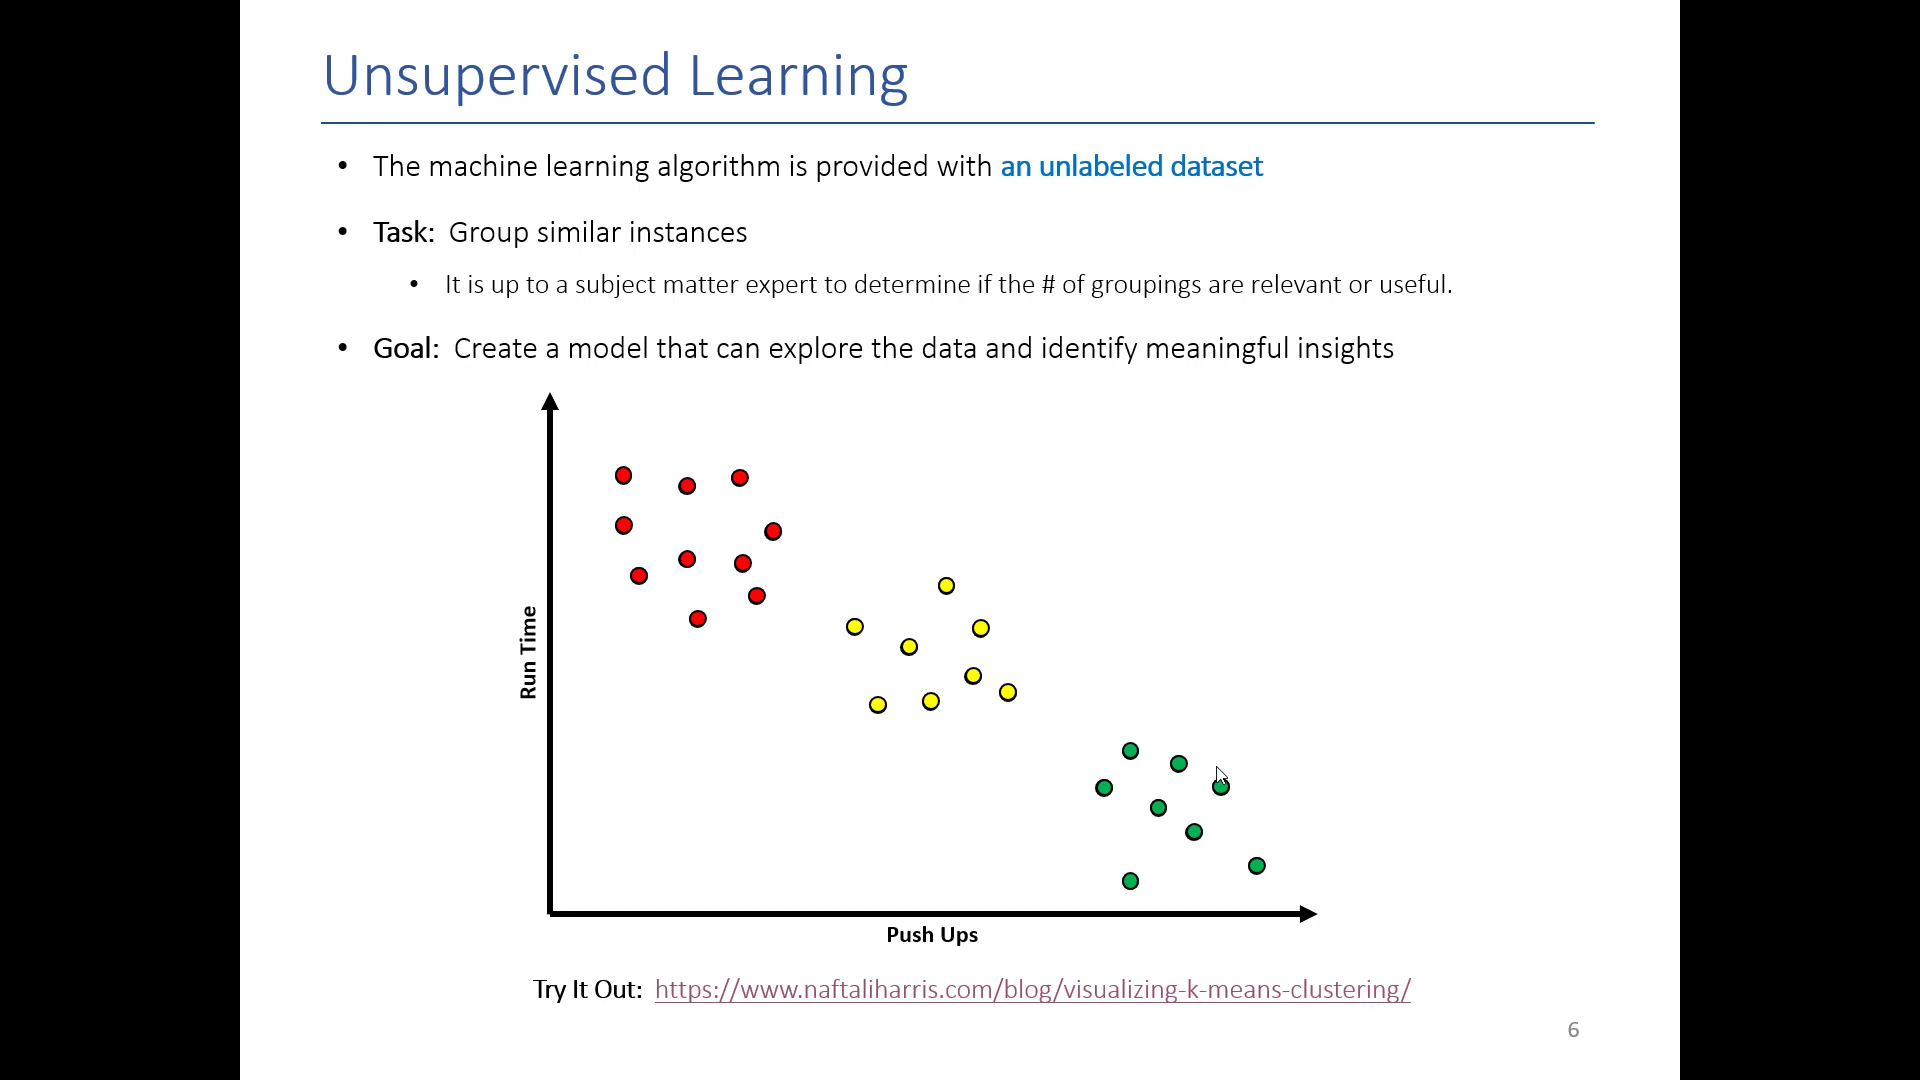 Unsupervised Learning
• The machine learning algorithm is provided with an unlabeled dataset
• Task: Group similar instances
• It is up to a subject matter expert to determine if the # of groupings are relevant or useful.
• Goal: Create a model that can explore the data and identify meaningful insights
Run Time
Push Ups
Try It Out: https://www.naftaliharris.com/blog/visualizing-k-means-clustering/
6